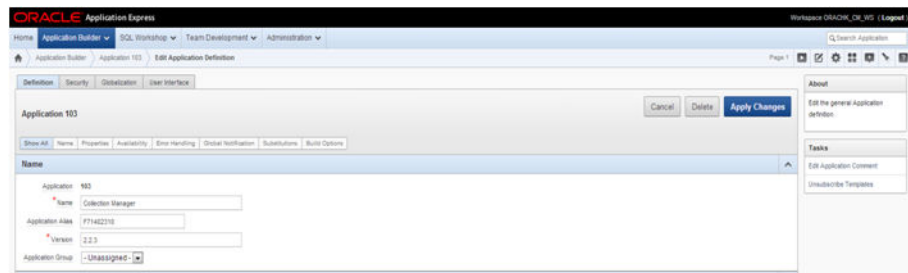 ORACLE Application Express
Workspace ORACHK_CM_WS (Logout)
Home Application Builder SQL Workshop Team Development Administration
Search Application
Application Builder Application 103 Edit Application Definition
Page 1
Definition Security Globalization User Interface
Application 103
Cancel Delete Apply Changes
Show All Name Properties Availability Error Handling Global Notification Substitutions Build Options
Name
Application 103
* Name Collection Manager
Application Alias F71402318
* Version 2.2.3
Application Group - Unassigned -
About
Edit the general Application
definition.
Tasks
Edit Application Comment
Unsubscribe Templates